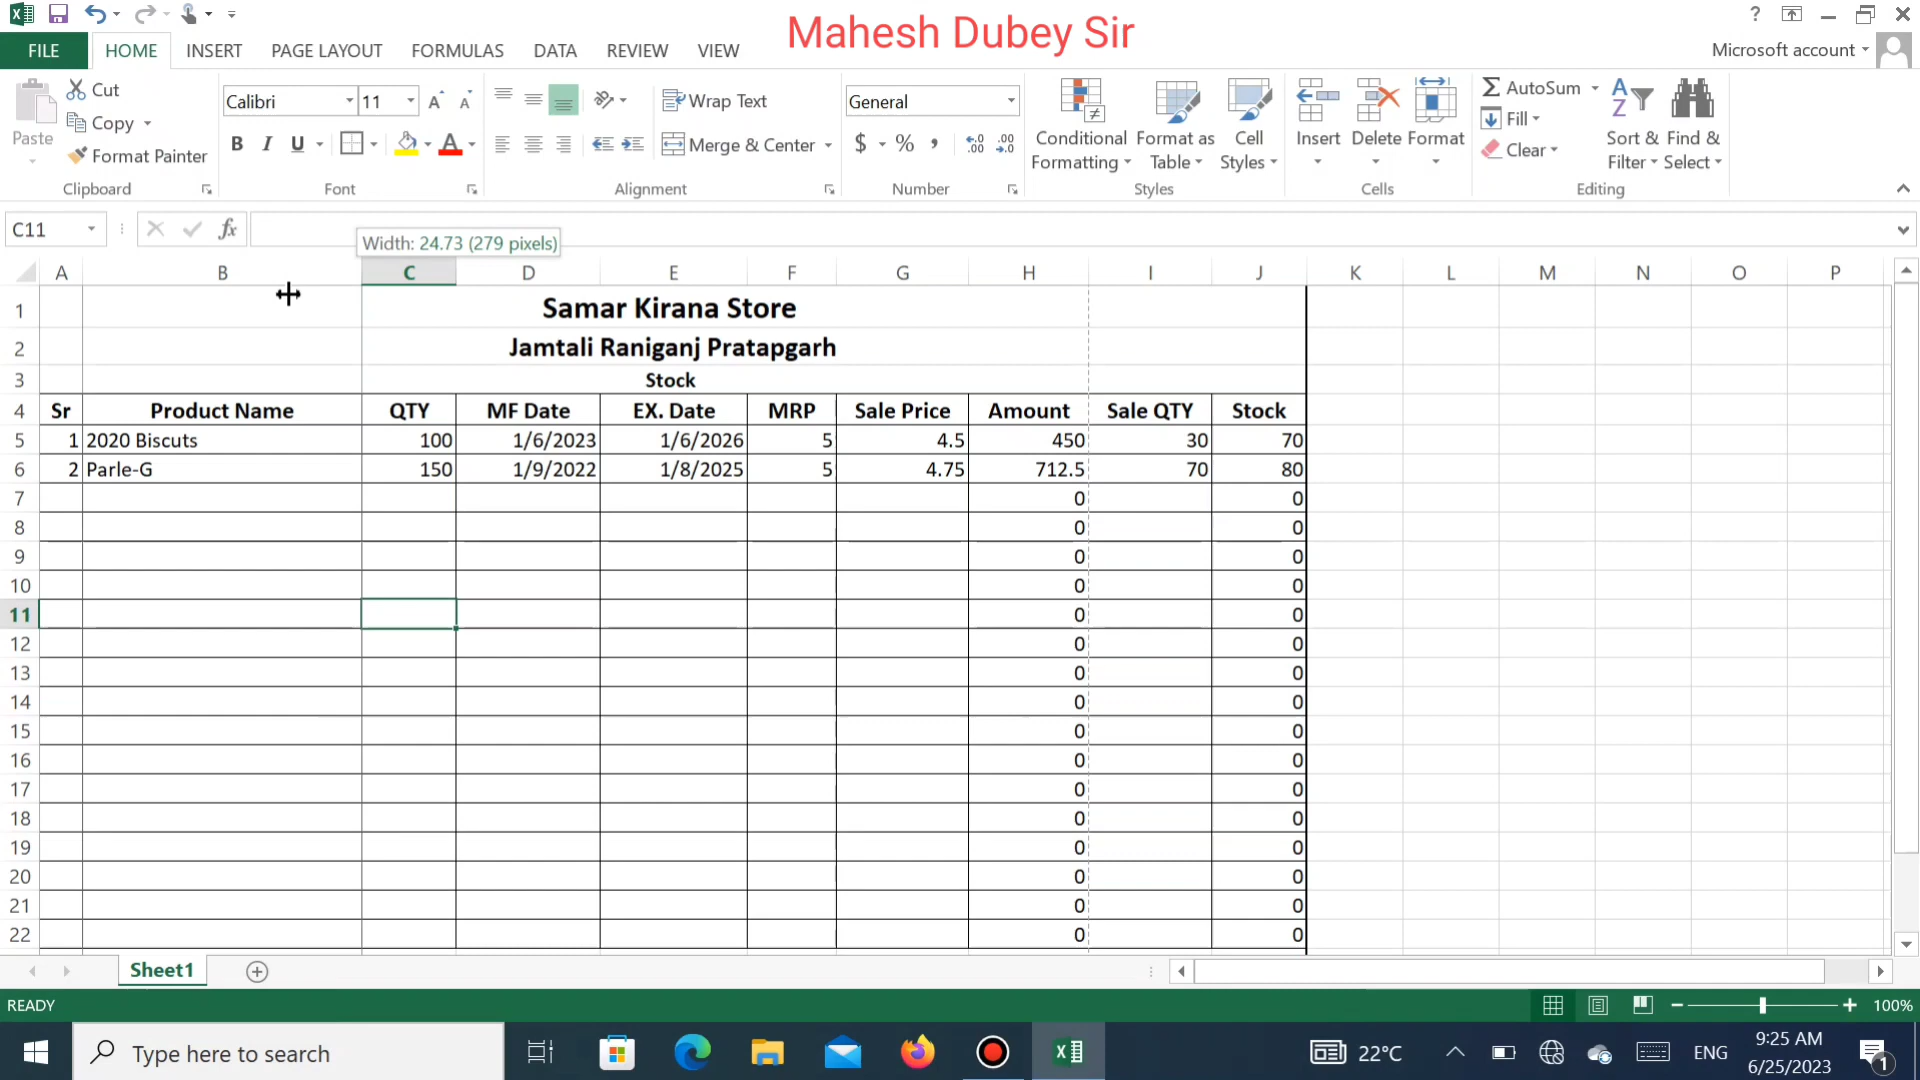 Mahesh Dubey Sir
?
Microsoft account
FILE HOME INSERT PAGE LAYOUT FORMULAS DATA REVIEW VIEW
Paste
Cut
Copy
Format Painter
Clipboard
Calibri 11
B I U
Font
Wrap Text
Merge & Center
Alignment
General
$ % ,
Number
Conditional Formatting
Format as Table
Cell Styles
Styles
Insert
Delete
Format
Cells
AutoSum
Fill
Clear
Sort & Filter
Find & Select
Editing
C11
fx
Width: 24.73 (279 pixels)
A B C D E F G H I J K L M N O P
1 Samar Kirana Store
2 Jamtali Raniganj Pratapgarh
3 Stock
4 Sr Product Name QTY MF Date EX. Date MRP Sale Price Amount Sale QTY Stock
5 1 2020 Biscuts 100 1/6/2023 1/6/2026 5 4.5 450 30 70
6 2 Parle-G 150 1/9/2022 1/8/2025 5 4.75 712.5 70 80
7 0 0
8 0 0
9 0 0
10 0 0
11 0 0
12 0 0
13 0 0
14 0 0
15 0 0
16 0 0
17 0 0
18 0 0
19 0 0
20 0 0
21 0 0
22 0 0
Sheet1
READY
100%
Type here to search
22°C
ENG
9:25 AM
6/25/2023
1